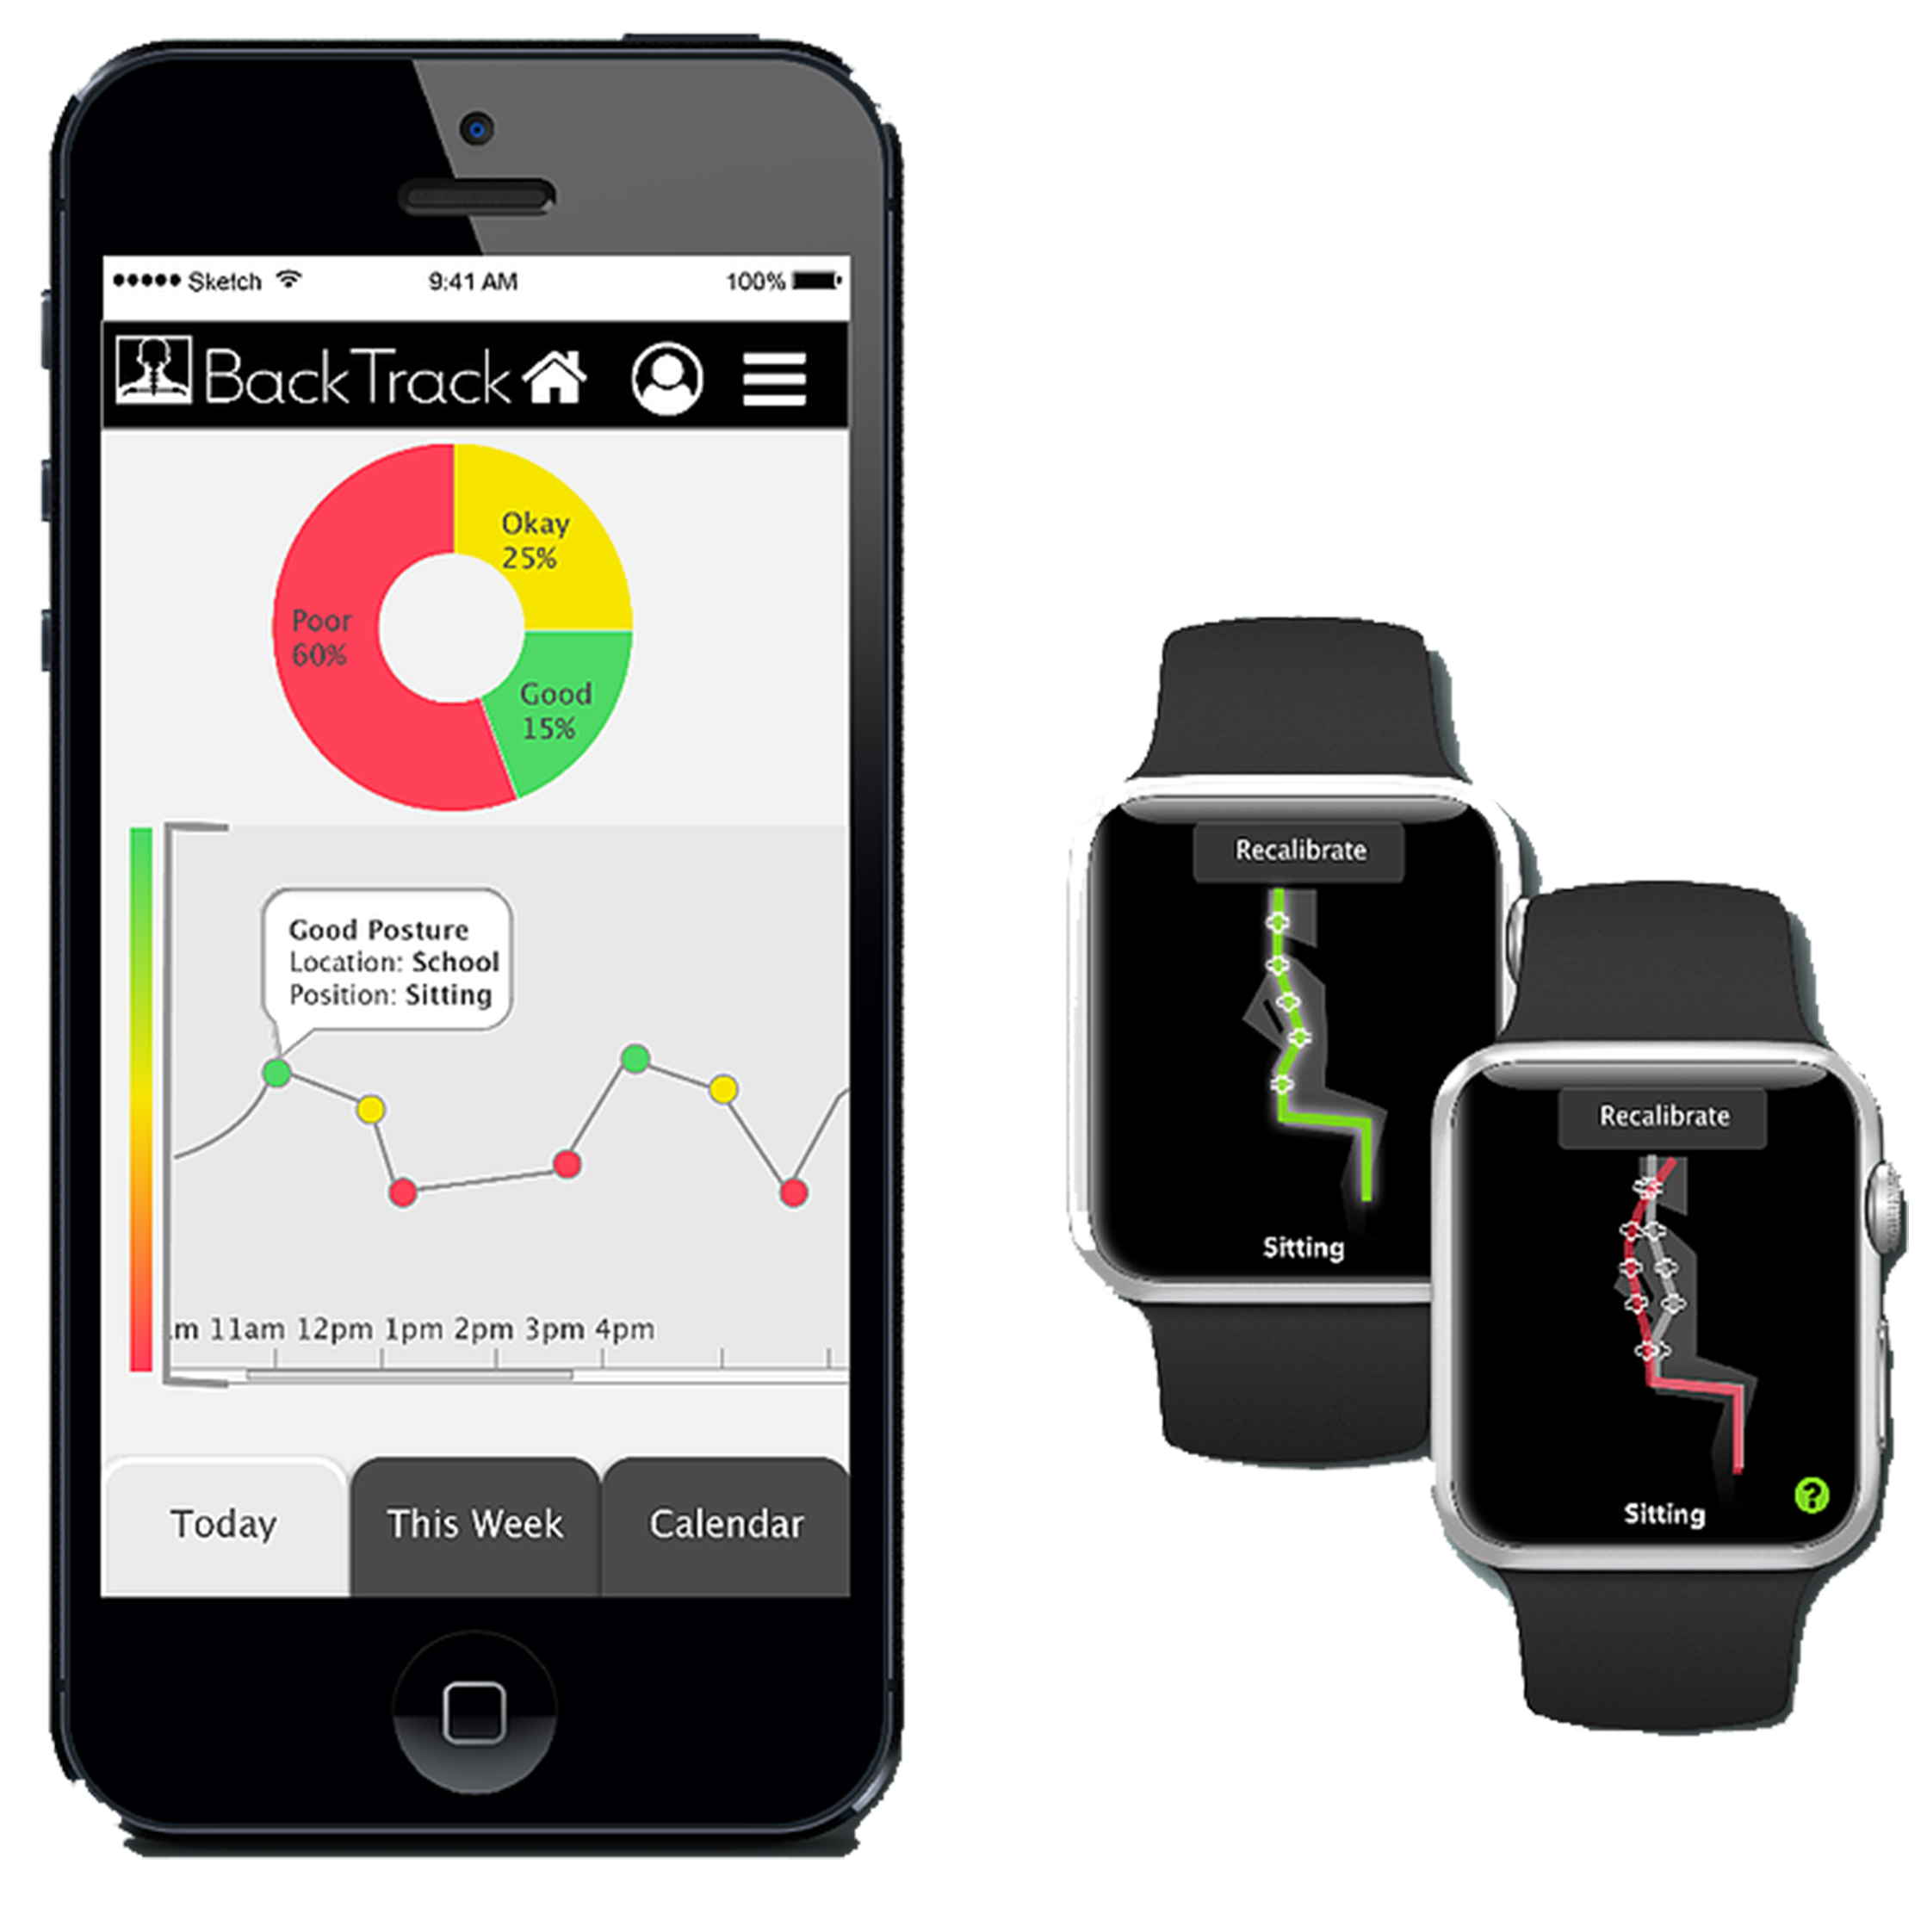 Sketch 9:41 AM 100%
BackTrack
Okay
25%
Poor
60%
Good
15%
Good Posture
Location: School
Position: Sitting
m 11am 12pm 1pm 2pm 3pm 4pm
Today This Week Calendar
Recalibrate
Sitting
Recalibrate
Sitting
?